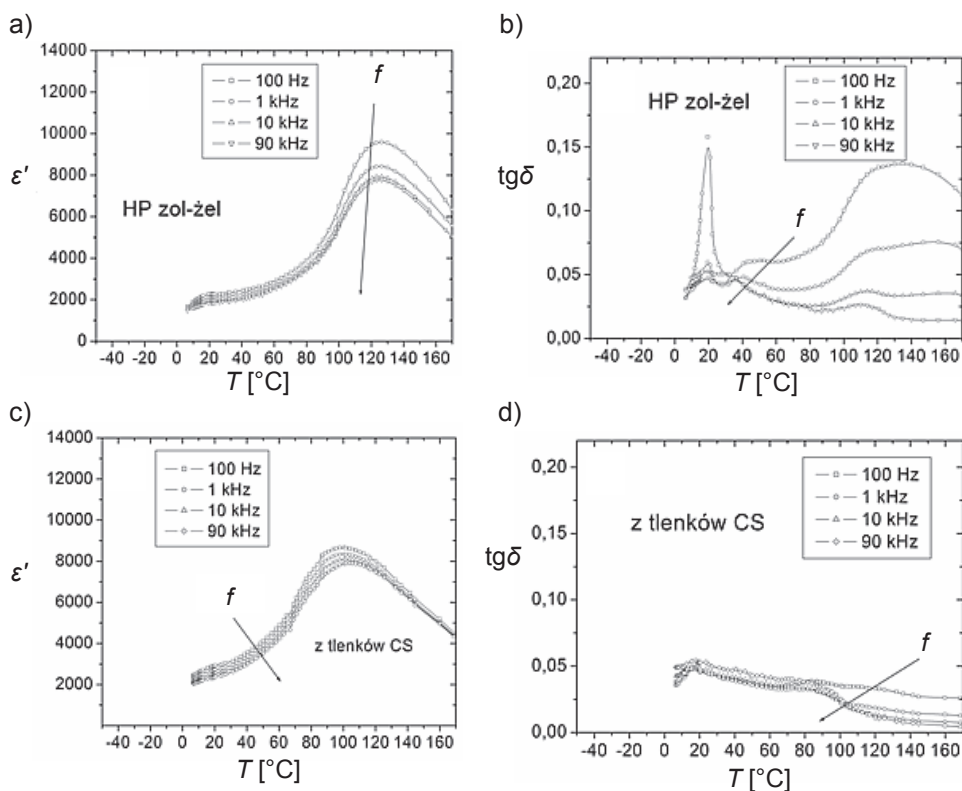 a)
14000
12000
10000
8000
6000
4000
2000
0
ε'
100 Hz
1 kHz
10 kHz
90 kHz
f
HP zol-żel
-40 -20 0 20 40 60 80 100 120 140 160
T [°C]
b)
0,20
0,15
0,10
0,05
0,00
tgδ
HP zol-żel
100 Hz
1 kHz
10 kHz
90 kHz
f
-40 -20 0 20 40 60 80 100 120 140 160
T [°C]
c)
14000
12000
10000
8000
6000
4000
2000
ε'
100 Hz
1 kHz
10 kHz
90 kHz
f
z tlenków CS
-40 -20 0 20 40 60 80 100 120 140 160
T [°C]
d)
0,20
0,15
0,10
0,05
0,00
tgδ
100 Hz
1 kHz
10 kHz
90 kHz
z tlenków CS
f
-40 -20 0 20 40 60 80 100 120 140 160
T [°C]